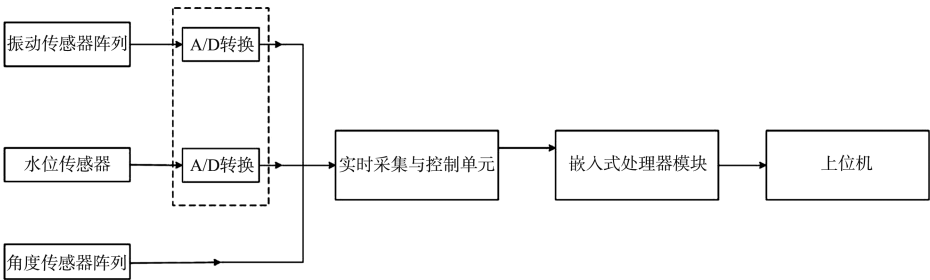 振动传感器阵列
A/D转换
水位传感器
A/D转换
实时采集与控制单元
嵌入式处理器模块
上位机
角度传感器阵列